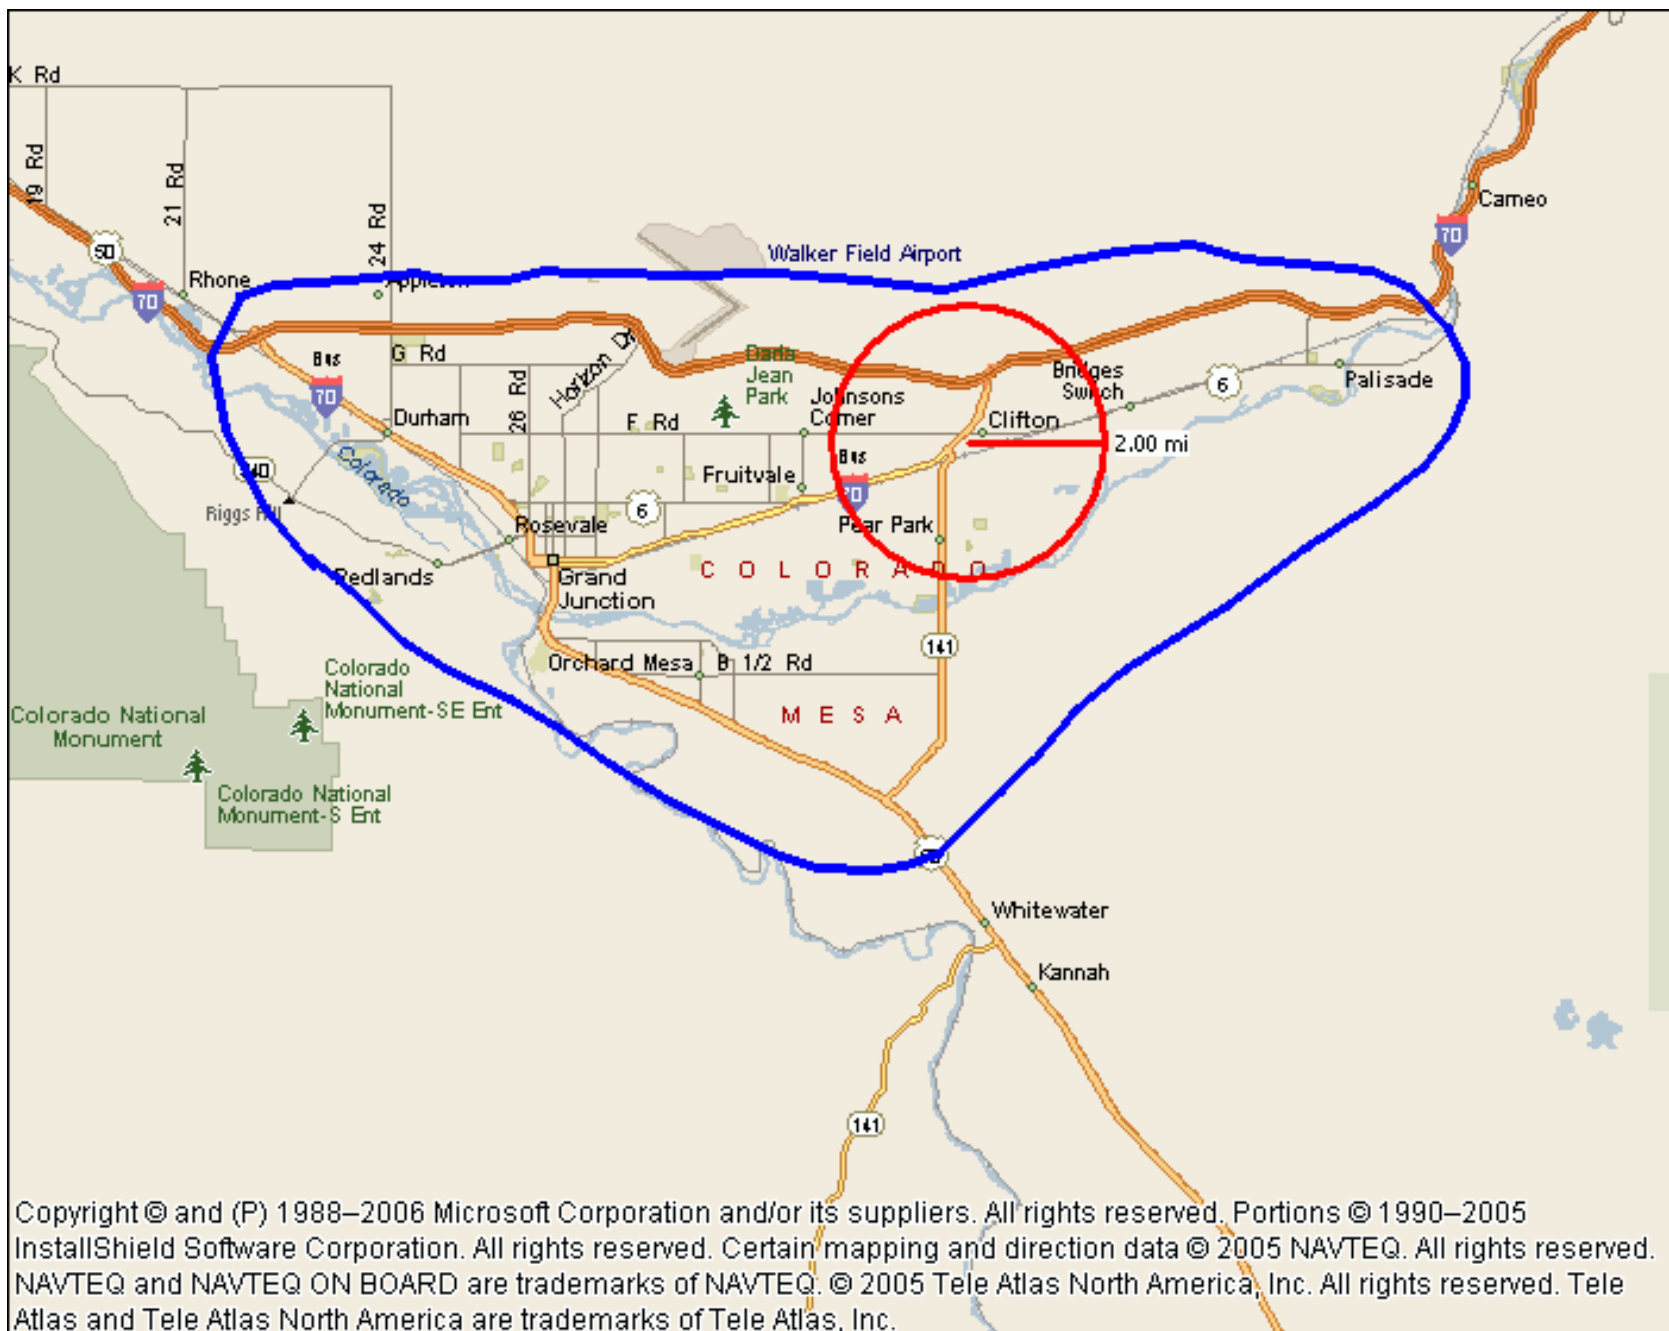 K Rd
19 Rd
21 Rd
24 Rd
50
70
Rhone
Appleton
Walker Field Airport
70
Cameo
Bus
70
G Rd
26 Rd
Horizon Dr
Darla
Jean
Park
Johnsons
Corner
Bridges
Switch
6
Palisade
Durham
F Rd
Clifton
2.00 mi
Colorado
Riggs Hill
Fruitvale
Bus
70
6
Rosevale
Pear Park
Redlands
Grand
Junction
COLORADO
141
Orchard Mesa
B 1/2 Rd
MESA
Colorado
National
Monument-SE Ent
Colorado National
Monument
Colorado National
Monument-S Ent
Whitewater
Kannah
141
Copyright © and (P) 1988–2006 Microsoft Corporation and/or its suppliers. All rights reserved. Portions © 1990–2005
InstallShield Software Corporation. All rights reserved. Certain mapping and direction data © 2005 NAVTEQ. All rights reserved.
NAVTEQ and NAVTEQ ON BOARD are trademarks of NAVTEQ. © 2005 Tele Atlas North America, Inc. All rights reserved. Tele
Atlas and Tele Atlas North America are trademarks of Tele Atlas, Inc.